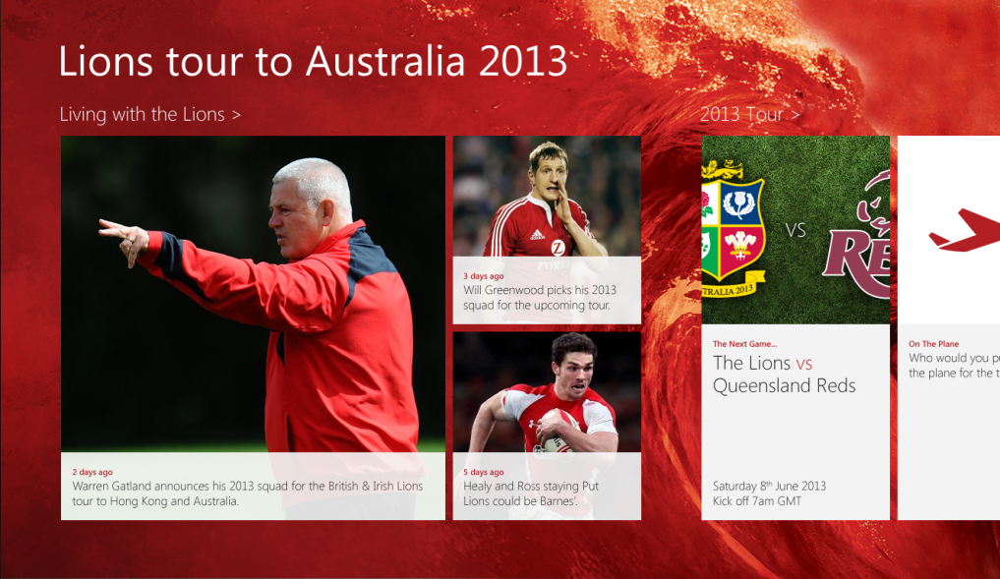 Lions tour to Australia 2013
Living with the Lions >
2 days ago
Warren Gatland announces his 2013 squad for the British & Irish Lions
tour to Hong Kong and Australia.
3 days ago
Will Greenwood picks his 2013
squad for the upcoming tour.
5 days ago
Healy and Ross staying Put
Lions could be Barnes'.
2013 Tour >
TRALIA 2013
VS
RE
The Next Game...
The Lions vs
Queensland Reds
Saturday 8th June 2013
Kick off 7am GMT
On The Plane
Who would you pu
the plane for the t